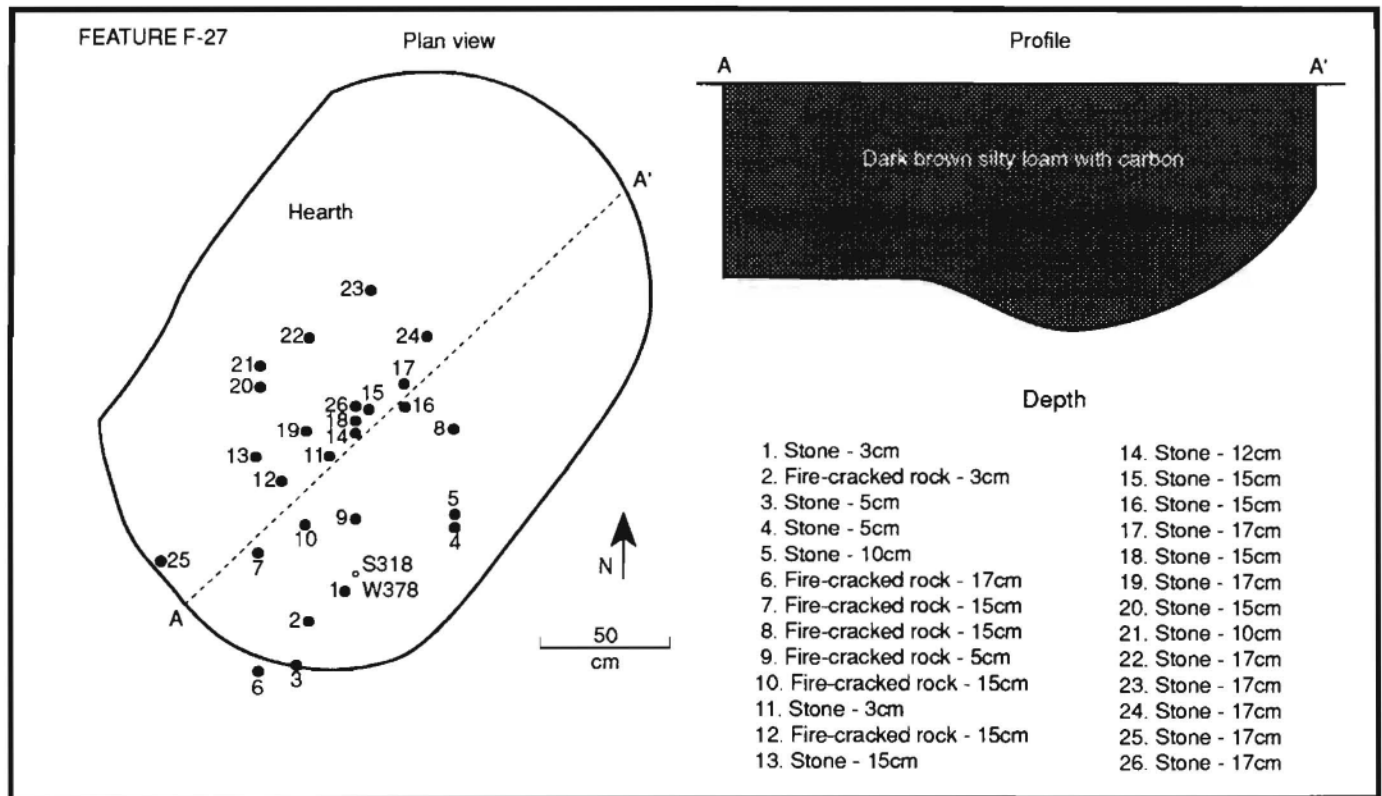 FEATURE F-27
Plan view
Hearth
A'
23
22
24
21
20
17
26
15
16
18
14
19
8
13
11
12
5
9
4
10
7
25
S318
W378
1
A
2
3
6
N
50
cm
Profile
A
A'
Dark brown silty loam with carbon
Depth
1. Stone - 3cm
2. Fire-cracked rock - 3cm
3. Stone - 5cm
4. Stone - 5cm
5. Stone - 10cm
6. Fire-cracked rock - 17cm
7. Fire-cracked rock - 15cm
8. Fire-cracked rock - 15cm
9. Fire-cracked rock - 5cm
10. Fire-cracked rock - 15cm
11. Stone - 3cm
12. Fire-cracked rock - 15cm
13. Stone - 15cm
14. Stone - 12cm
15. Stone - 15cm
16. Stone - 15cm
17. Stone - 17cm
18. Stone - 15cm
19. Stone - 17cm
20. Stone - 15cm
21. Stone - 10cm
22. Stone - 17cm
23. Stone - 17cm
24. Stone - 17cm
25. Stone - 17cm
26. Stone - 17cm